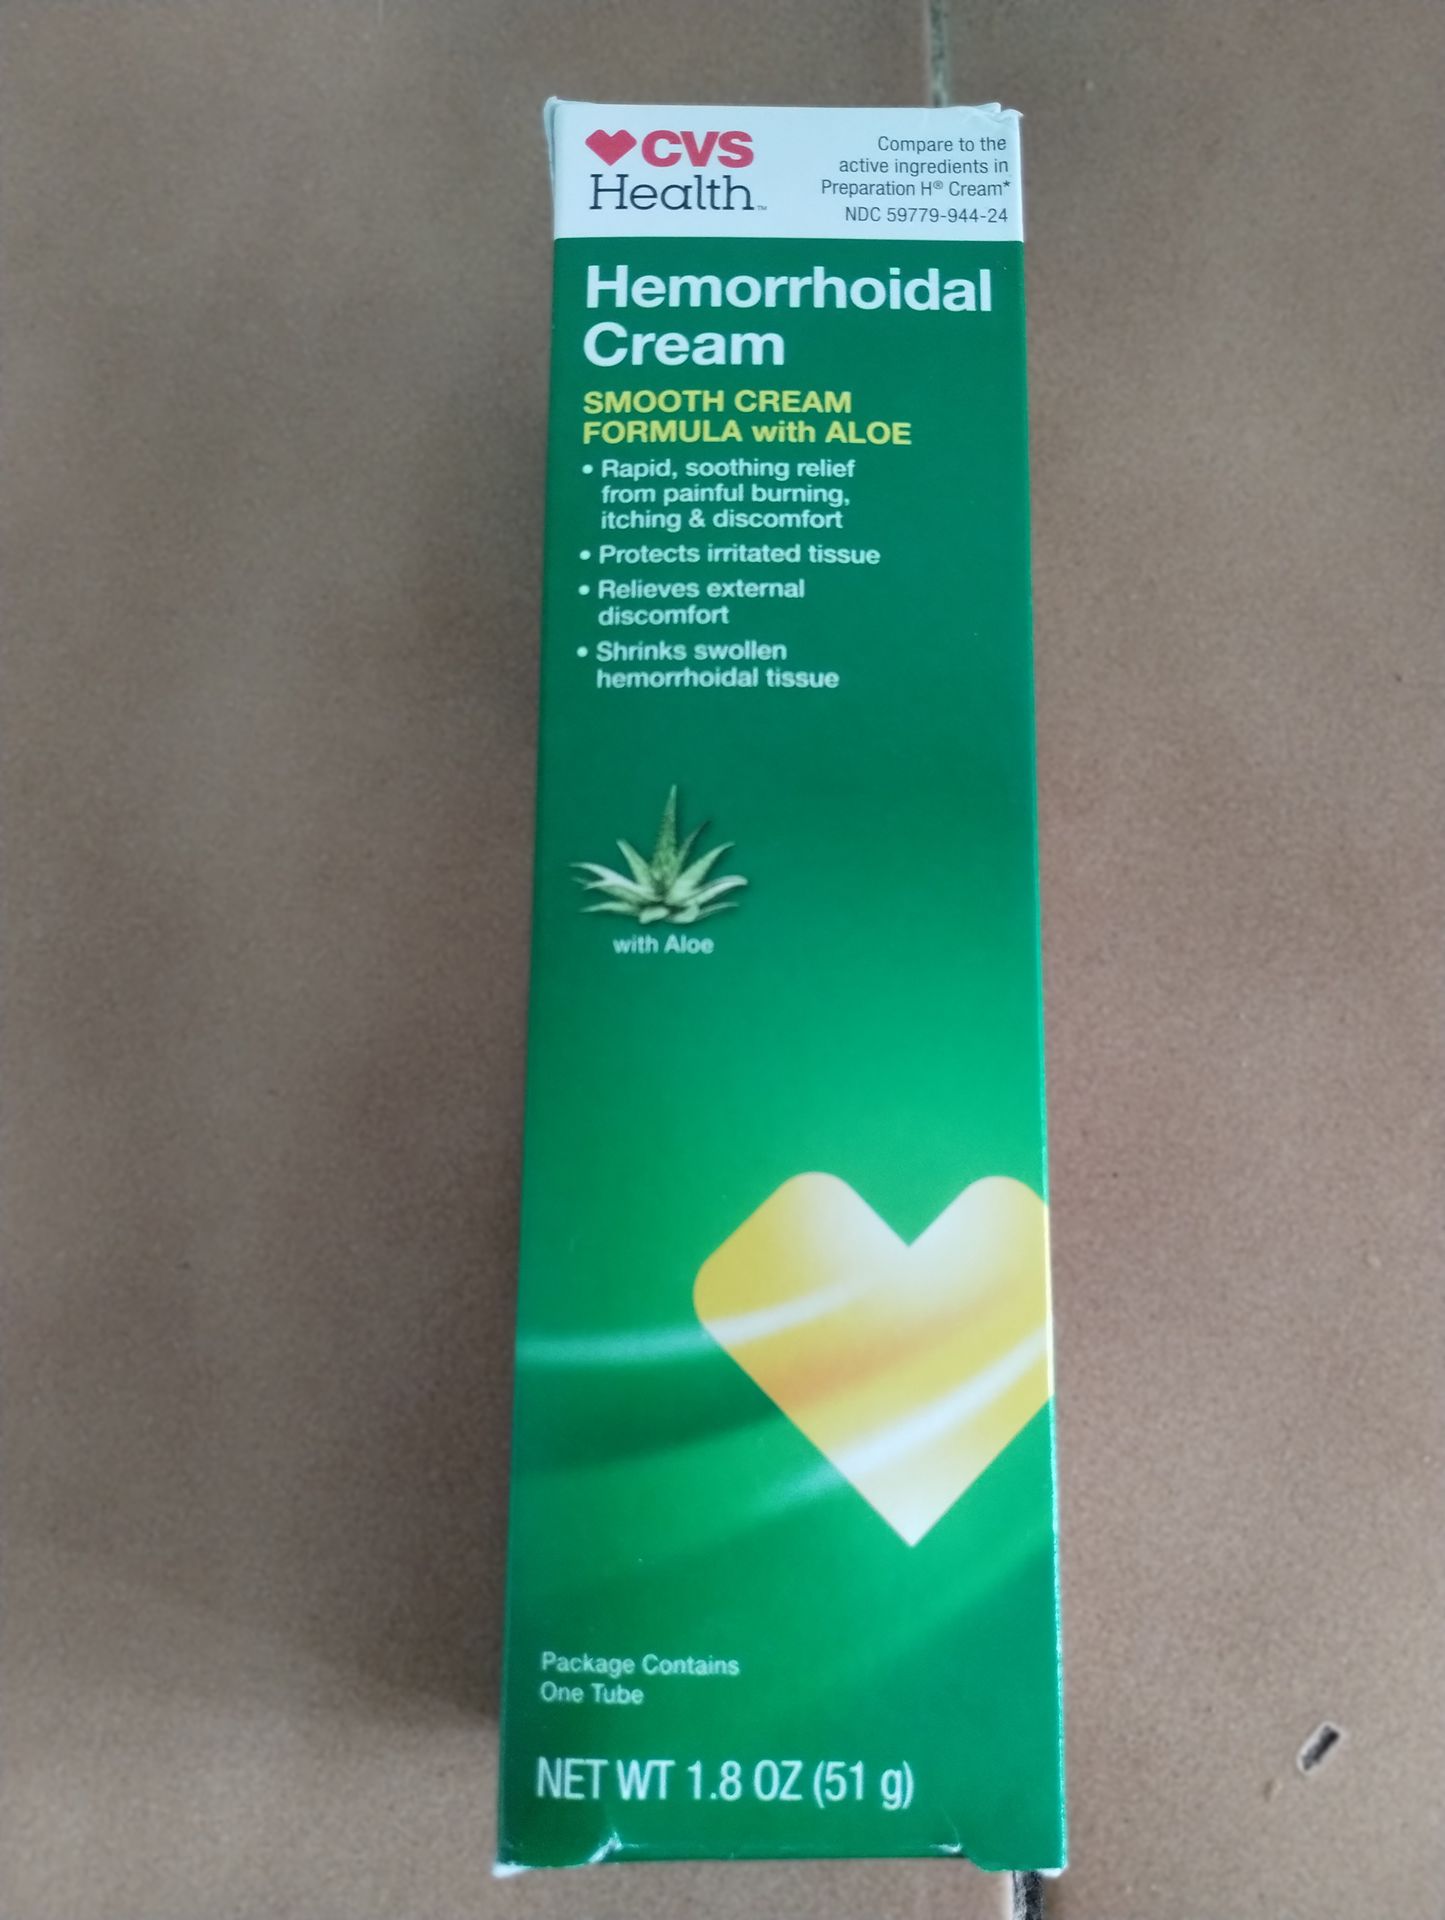 CVS
Health™
Compare to the
active ingredients in
Preparation H® Cream*
NDC 59779-944-24
Hemorrhoidal
Cream
SMOOTH CREAM
FORMULA with ALOE
• Rapid, soothing relief
from painful burning,
itching & discomfort
• Protects irritated tissue
• Relieves external
discomfort
• Shrinks swollen
hemorrhoidal tissue
with Aloe
Package Contains
One Tube
NET WT 1.8 OZ (51 g)